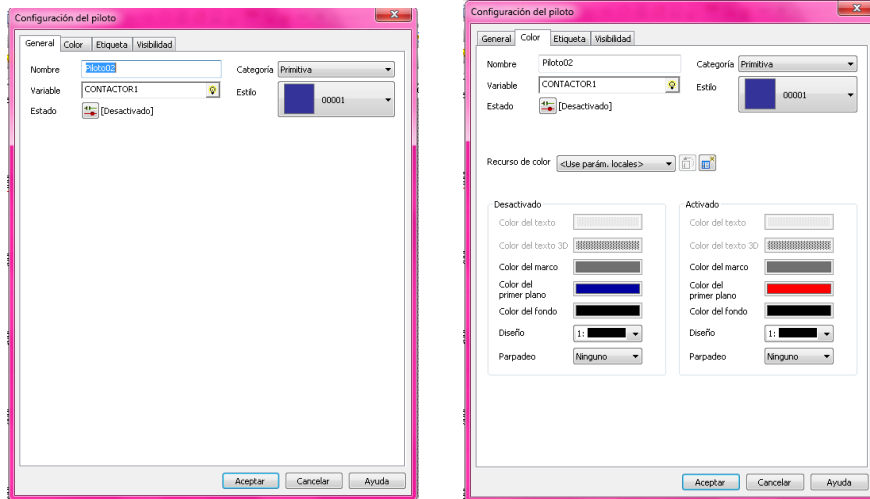 Configuración del piloto
General Color Etiqueta Visibilidad
Nombre Piloto02 Categoría Primitiva
Variable CONTACTOR1 Estilo 00001
Estado [Desactivado]
Aceptar Cancelar Ayuda
Configuración del piloto
General Color Etiqueta Visibilidad
Nombre Piloto02 Categoría Primitiva
Variable CONTACTOR1 Estilo 00001
Estado [Desactivado]
Recurso de color <Use parám. locales>
Desactivado
Color del texto
Color del texto 3D
Color del marco
Color del
primer plano
Color del fondo
Diseño 1:
Parpadeo Ninguno
Activado
Color del texto
Color del texto 3D
Color del marco
Color del
primer plano
Color del fondo
Diseño 1:
Parpadeo Ninguno
Aceptar Cancelar Ayuda